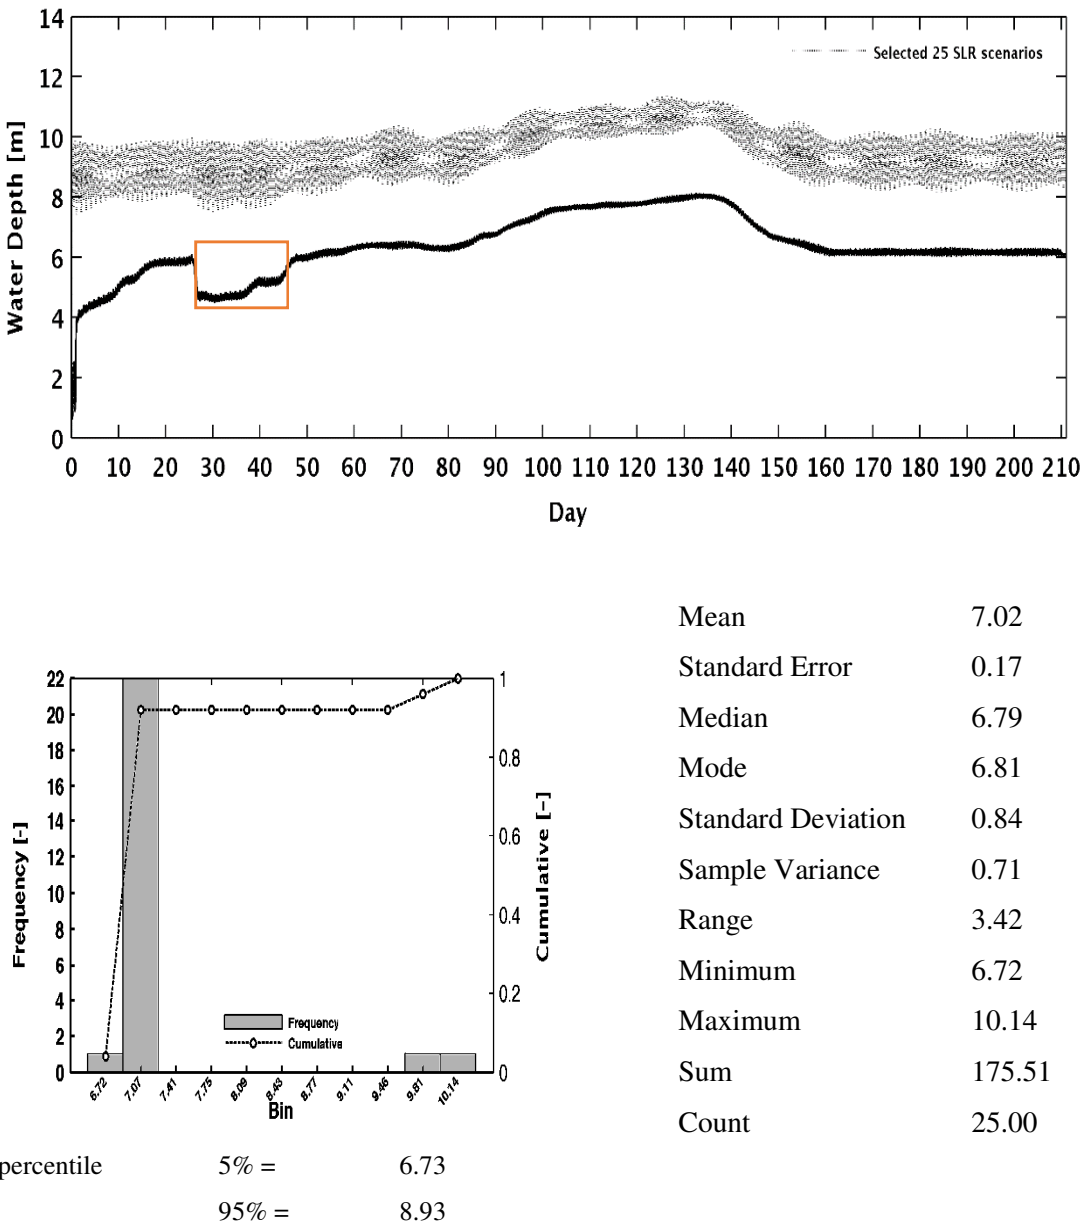 14
12
10
8
6
4
2
0
Water Depth [m]
Selected 25 SLR scenarios
0 10 20 30 40 50 60 70 80 90 100 110 120 130 140 150 160 170 180 190 200 210
Day
22
20
18
16
14
12
10
8
6
4
2
0
Frequency [-]
1
0.8
0.6
0.4
0.2
0
Cumulative [-]
Frequency
Cumulative
6.72 7.07 7.41 7.75 8.09 8.43 8.77 9.11 9.46 9.81 10.14
Bin
percentile 5% = 6.73
95% = 8.93
Mean 7.02
Standard Error 0.17
Median 6.79
Mode 6.81
Standard Deviation 0.84
Sample Variance 0.71
Range 3.42
Minimum 6.72
Maximum 10.14
Sum 175.51
Count 25.00